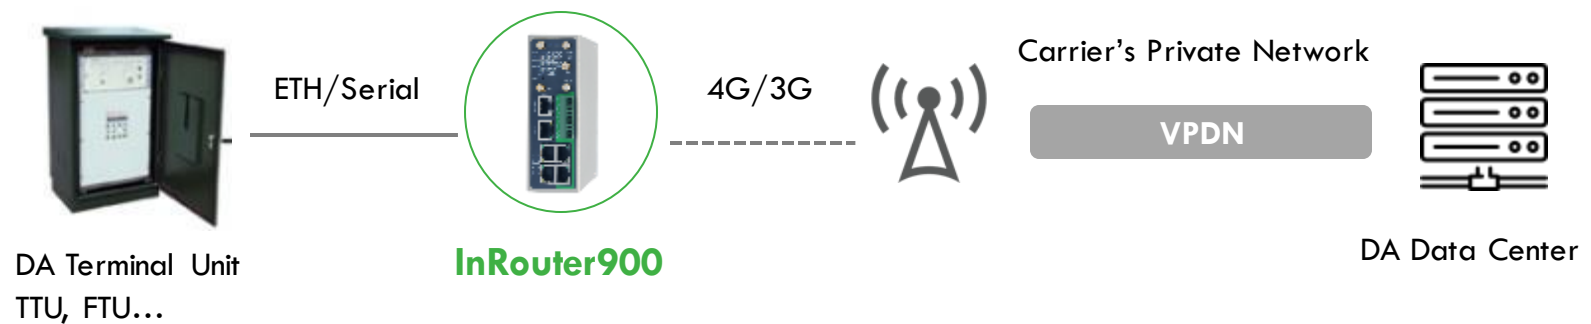 ETH/Serial
4G/3G
Carrier’s Private Network
VPDN
DA Terminal Unit
TTU, FTU...
InRouter900
DA Data Center